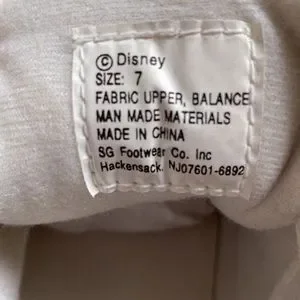 © Disney
SIZE: 7
FABRIC UPPER, BALANCE
MAN MADE MATERIALS
MADE IN CHINA
SG Footwear Co. Inc
Hackensack, NJ07601-6892